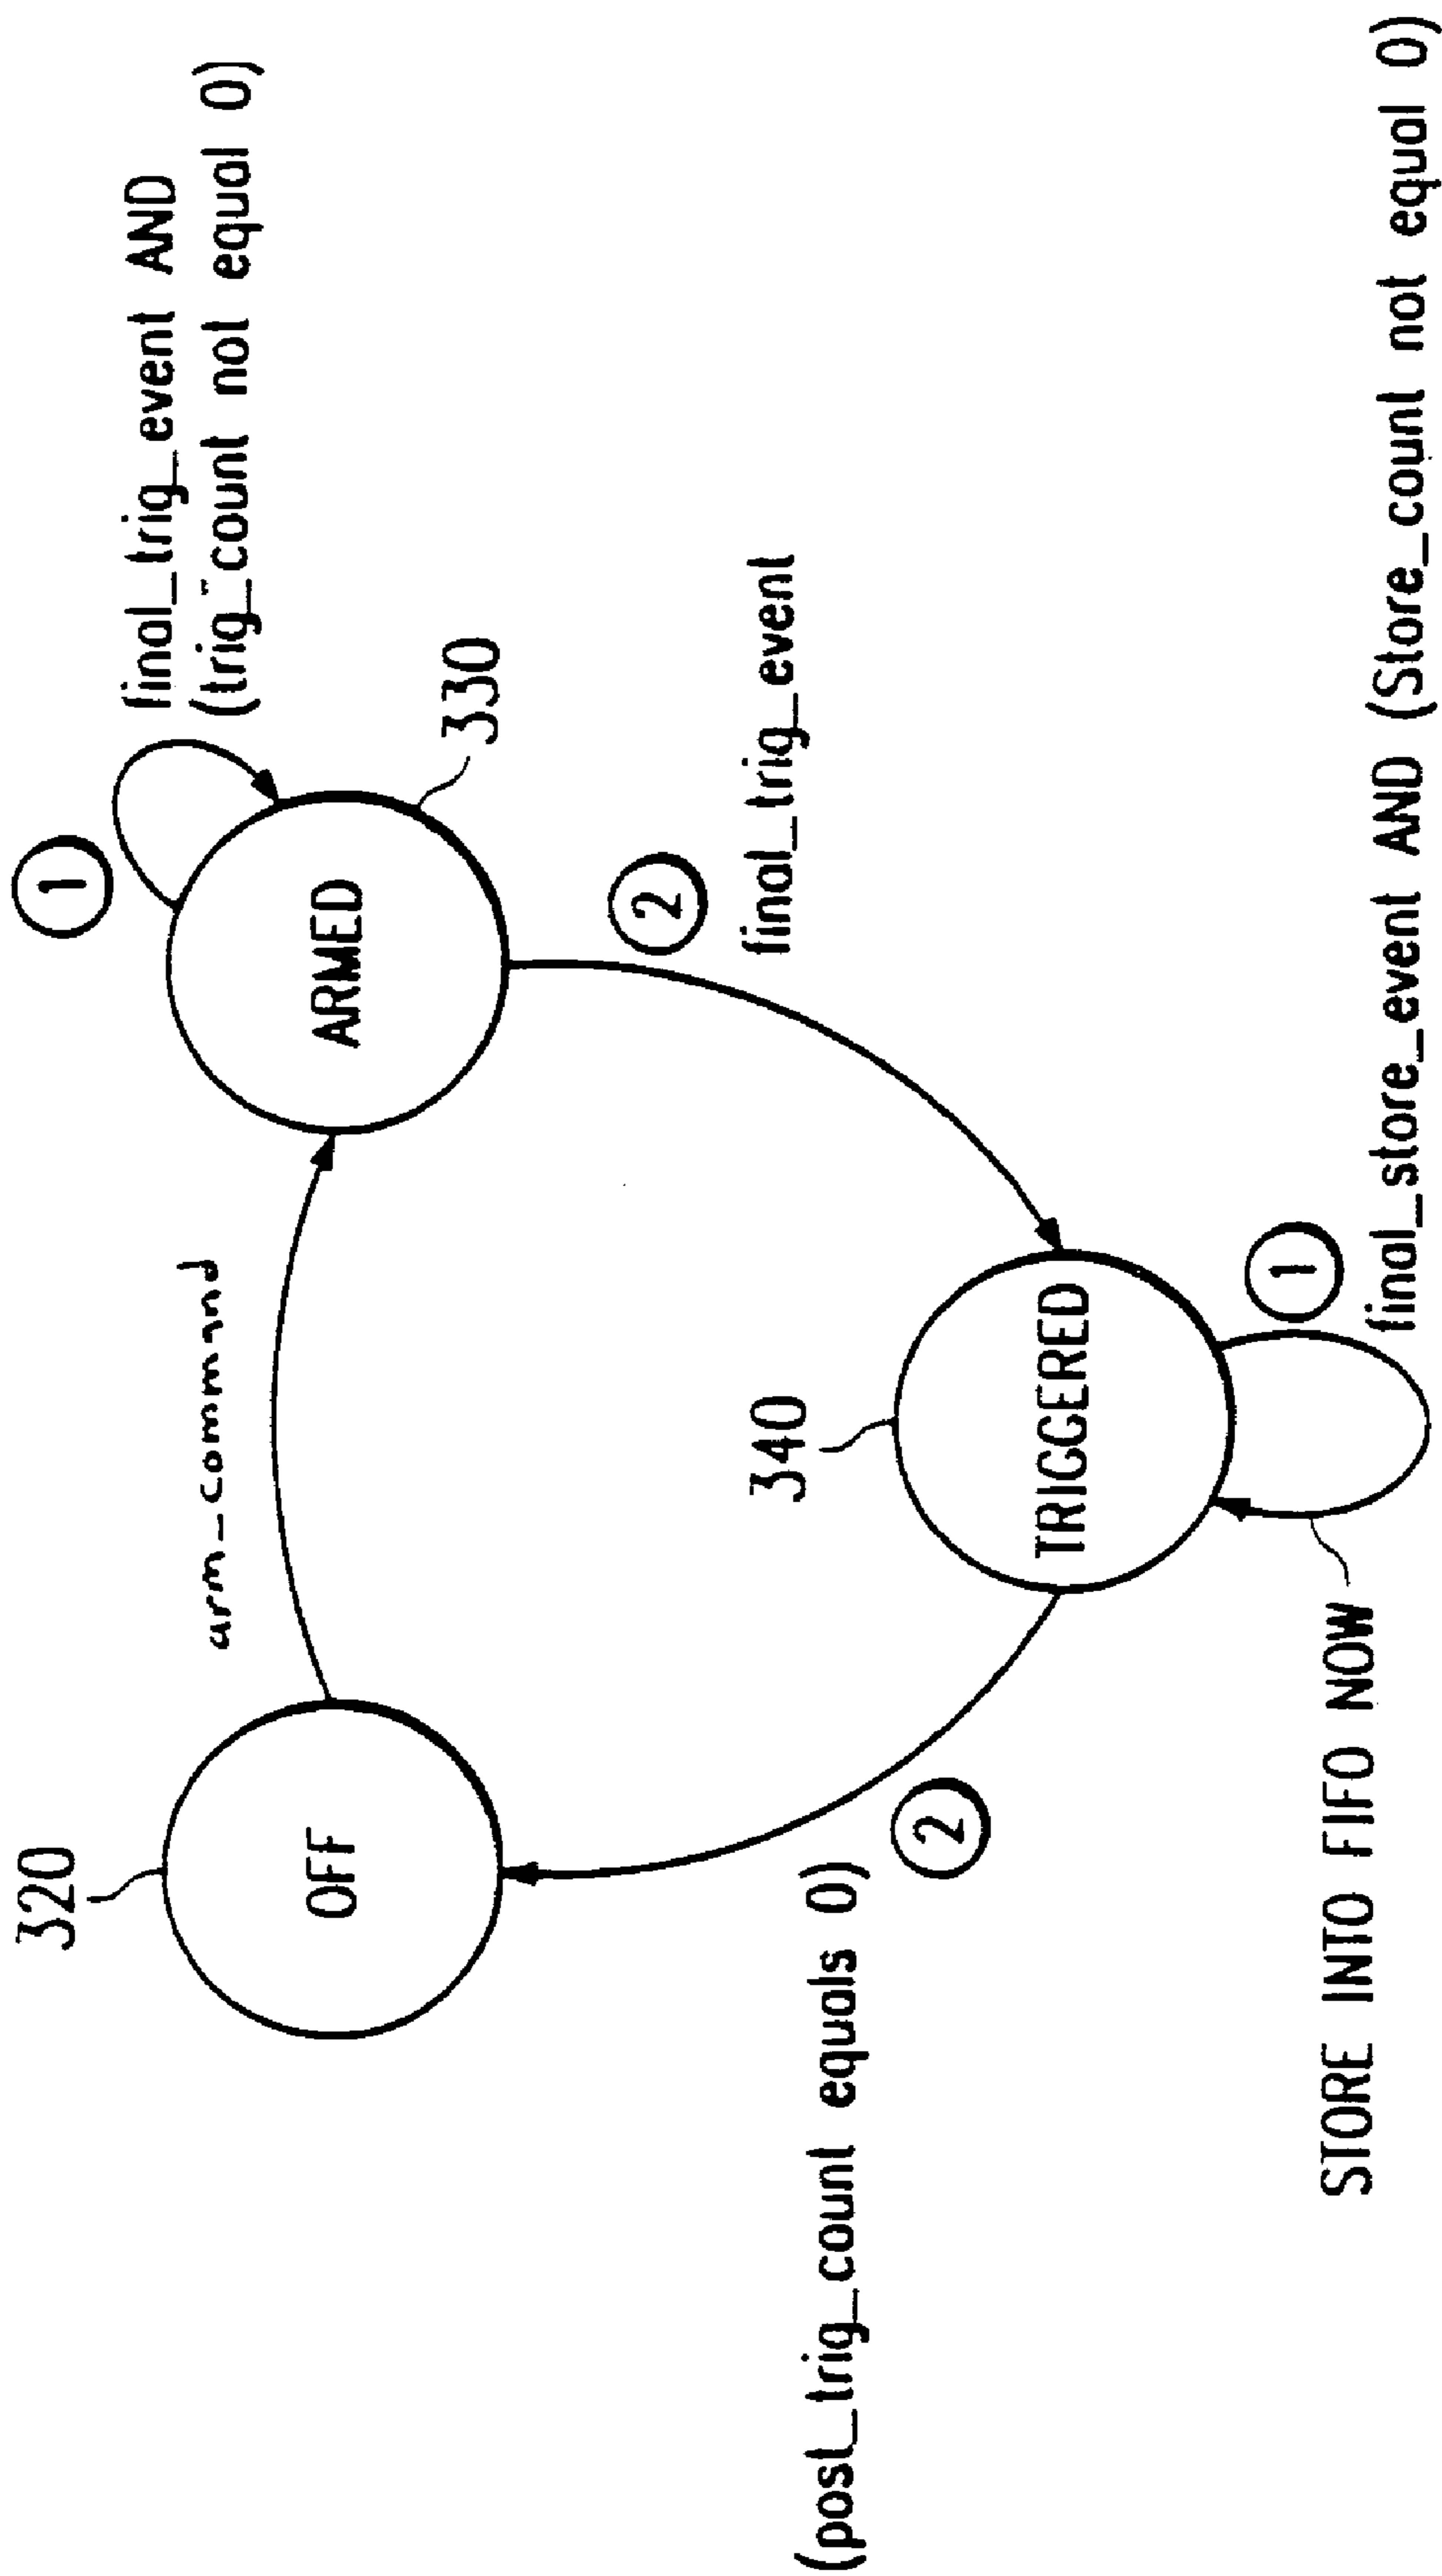 320
OFF
arm_command
ARMED
330
1
final_trig_event AND
(trig_count not equal 0)
2
final_trig_event
340
TRIGGERED
(post_trig_count equals 0)
2
1
STORE INTO FIFO NOW
final_store_event AND (Store_count not equal 0)